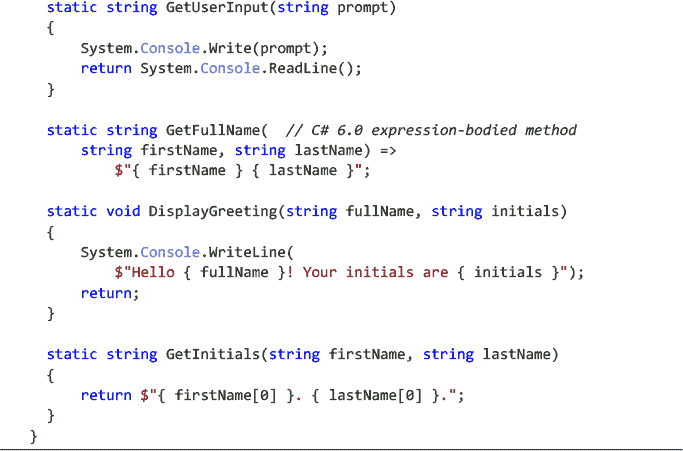 static string GetUserInput(string prompt)
{
System.Console.Write(prompt);
return System.Console.ReadLine();
}
static string GetFullName(  // C# 6.0 expression-bodied method
string firstName, string lastName) =>
$"{ firstName } { lastName }";
static void DisplayGreeting(string fullName, string initials)
{
System.Console.WriteLine(
$"Hello { fullName }! Your initials are { initials }");
return;
}
static string GetInitials(string firstName, string lastName)
{
return $"{ firstName[0] }. { lastName[0] }.";
}
}